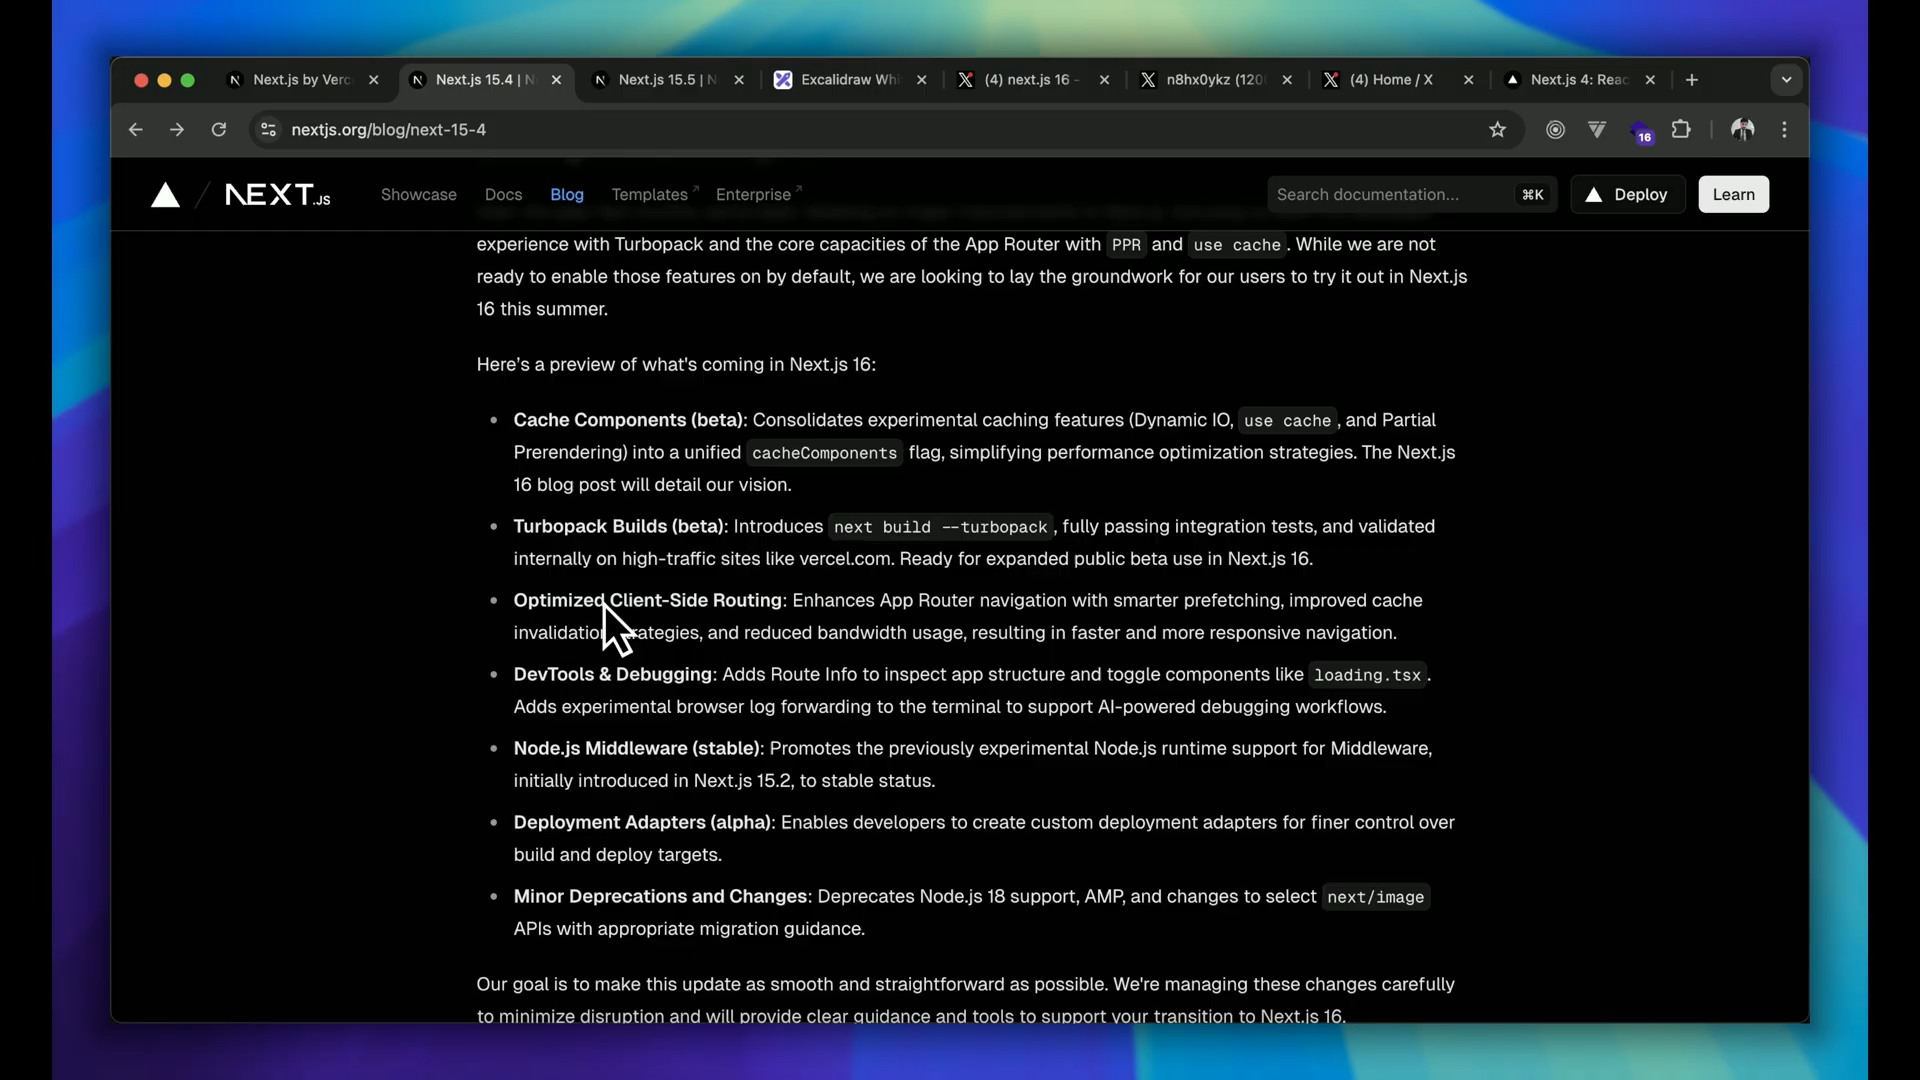 Next.js by Verc
Next.js 15.4 | N
Next.js 15.5 | N
Excalidraw Whi
(4) next.js 16 -
n8hx0ykz (120
(4) Home / X
Next.js 4: Reac
nextjs.org/blog/next-15-4
16
NEXT.JS
Showcase
Docs
Blog
Templates
Enterprise
Search documentation...
⌘K
Deploy
Learn
experience with Turbopack and the core capacities of the App Router with PPR and use cache. While we are not
ready to enable those features on by default, we are looking to lay the groundwork for our users to try it out in Next.js
16 this summer.
Here’s a preview of what's coming in Next.js 16:
Cache Components (beta): Consolidates experimental caching features (Dynamic IO, use cache, and Partial
Prerendering) into a unified cacheComponents flag, simplifying performance optimization strategies. The Next.js
16 blog post will detail our vision.
Turbopack Builds (beta): Introduces next build --turbopack, fully passing integration tests, and validated
internally on high-traffic sites like vercel.com. Ready for expanded public beta use in Next.js 16.
Optimized Client-Side Routing: Enhances App Router navigation with smarter prefetching, improved cache
invalidation strategies, and reduced bandwidth usage, resulting in faster and more responsive navigation.
DevTools & Debugging: Adds Route Info to inspect app structure and toggle components like loading.tsx.
Adds experimental browser log forwarding to the terminal to support AI-powered debugging workflows.
Node.js Middleware (stable): Promotes the previously experimental Node.js runtime support for Middleware,
initially introduced in Next.js 15.2, to stable status.
Deployment Adapters (alpha): Enables developers to create custom deployment adapters for finer control over
build and deploy targets.
Minor Deprecations and Changes: Deprecates Node.js 18 support, AMP, and changes to select next/image
APIs with appropriate migration guidance.
Our goal is to make this update as smooth and straightforward as possible. We're managing these changes carefully
to minimize disruption and will provide clear guidance and tools to support your transition to Next.js 16.